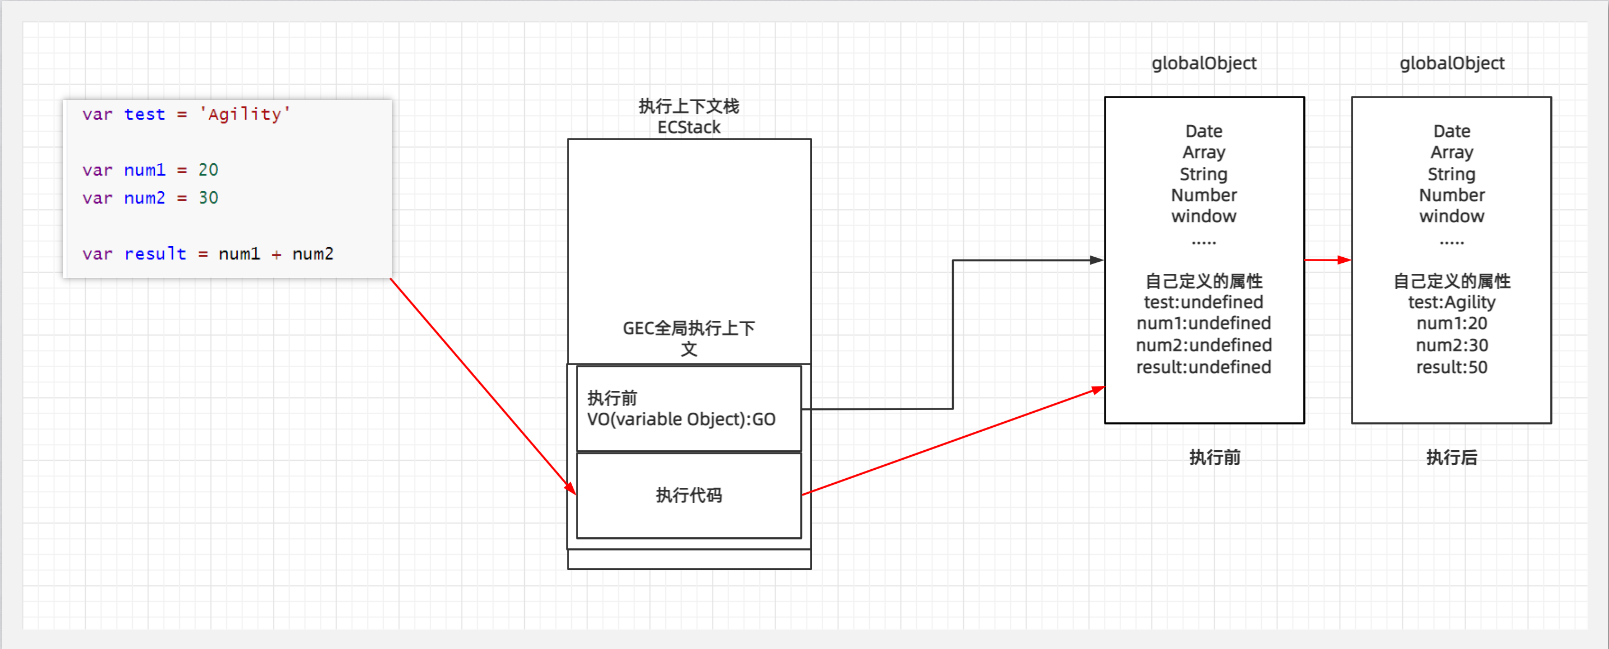 var test = 'Agility'
var num1 = 20
var num2 = 30
var result = num1 + num2
执行上下文栈
ECStack
GEC全局执行上下
文
执行前
VO(variable Object):GO
执行代码
globalObject
Date
Array
String
Number
window
.....
自己定义的属性
test:undefined
num1:undefined
num2:undefined
result:undefined
执行前
globalObject
Date
Array
String
Number
window
.....
自己定义的属性
test:Agility
num1:20
num2:30
result:50
执行后